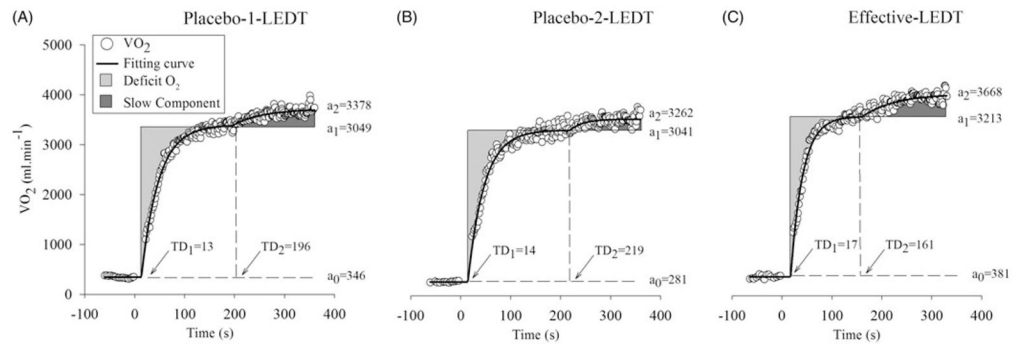 (A) Placebo-1-LEDT
(B) Placebo-2-LEDT
(C) Effective-LEDT
VO2 (ml.min-1)
5000
4000
3000
2000
1000
0
VO2
Fitting curve
Deficit O2
Slow Component
a2=3378
a1=3049
TD1=13
TD2=196
a0=346
-100 0 100 200 300 400
Time (s)
a2=3262
a1=3041
TD1=14
TD2=219
a0=281
-100 0 100 200 300 400
Time (s)
a2=3668
a1=3213
TD1=17
TD2=161
a0=381
-100 0 100 200 300 400
Time (s)